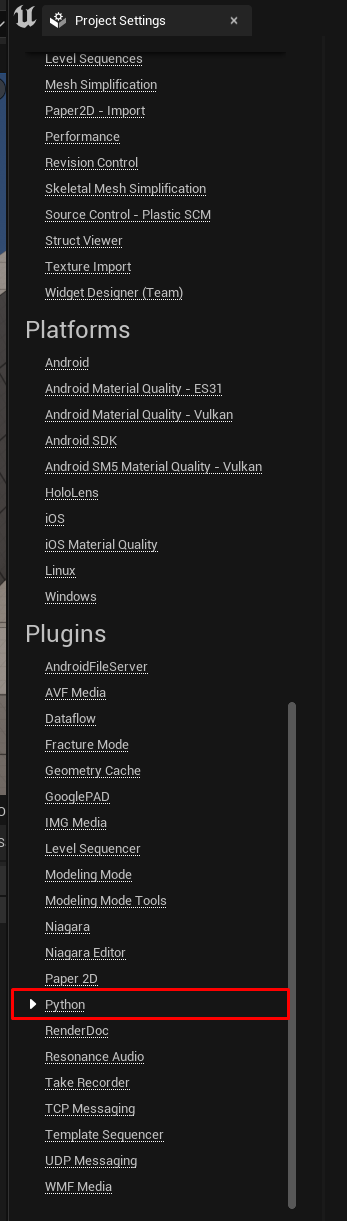 Project Settings
Level Sequences
Mesh Simplification
Paper2D - Import
Performance
Revision Control
Skeletal Mesh Simplification
Source Control - Plastic SCM
Struct Viewer
Texture Import
Widget Designer (Team)
Platforms
Android
Android Material Quality - ES31
Android Material Quality - Vulkan
Android SDK
Android SM5 Material Quality - Vulkan
HoloLens
iOS
iOS Material Quality
Linux
Windows
Plugins
AndroidFileServer
AVF Media
Dataflow
Fracture Mode
Geometry Cache
GooglePAD
IMG Media
Level Sequencer
Modeling Mode
Modeling Mode Tools
Niagara
Niagara Editor
Paper 2D
Python
RenderDoc
Resonance Audio
Take Recorder
TCP Messaging
Template Sequencer
UDP Messaging
WMF Media